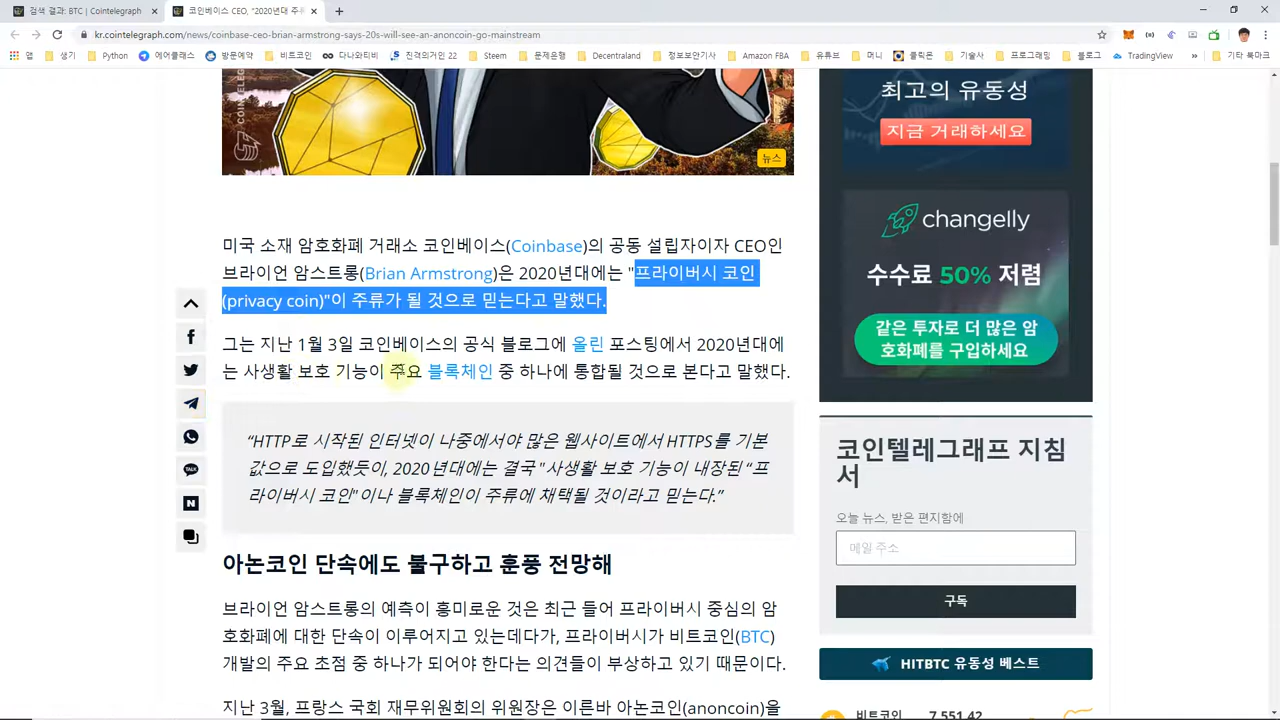 검색 결과: BTC | Cointelegraph
코인베이스 CEO, "2020년대 주류
kr.cointelegraph.com/news/coinbase-ceo-brian-armstrong-says-20s-will-see-an-anoncoin-go-mainstream
앱 생기 Python 에어클래스 방문예약 비트코인 다나와티비 진격의거인 22 Steem 문제은행 Decentraland 정보보안기사 Amazon FBA 유튜브 머니 클릭온 기술사 프로그래밍 블로그 TradingView » 기타 북마크
뉴스
미국 소재 암호화폐 거래소 코인베이스(Coinbase)의 공동 설립자이자 CEO인
브라이언 암스트롱(Brian Armstrong)은 2020년대에는 "프라이버시 코인
(privacy coin)"이 주류가 될 것으로 믿는다고 말했다.
그는 지난 1월 3일 코인베이스의 공식 블로그에 올린 포스팅에서 2020년대에
는 사생활 보호 기능이 주요 블록체인 중 하나에 통합될 것으로 본다고 말했다.
“HTTP로 시작된 인터넷이 나중에서야 많은 웹사이트에서 HTTPS를 기본
값으로 도입했듯이, 2020년대에는 결국 "사생활 보호 기능이 내장된 “프
라이버시 코인"이나 블록체인이 주류에 채택될 것이라고 믿는다.”
아논코인 단속에도 불구하고 훈풍 전망해
브라이언 암스트롱의 예측이 흥미로운 것은 최근 들어 프라이버시 중심의 암
호화폐에 대한 단속이 이루어지고 있는데다가, 프라이버시가 비트코인(BTC)
개발의 주요 초점 중 하나가 되어야 한다는 의견들이 부상하고 있기 때문이다.
지난 3월, 프랑스 국회 재무위원회의 위원장은 이른바 아논코인(anoncoin)을
최고의 유동성
지금 거래하세요
changelly
수수료 50% 저렴
같은 투자로 더 많은 암
호화폐를 구입하세요
코인텔레그래프 지침
서
오늘 뉴스, 받은 편지함에
메일 주소
구독
HITBTC 유동성 베스트
비트코인 7,551.42